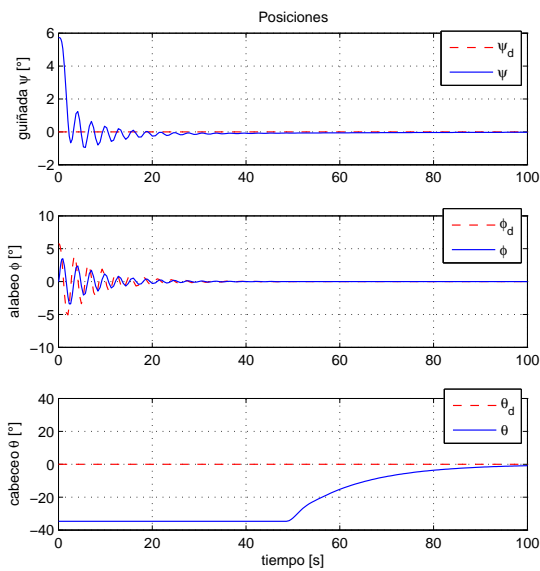 Posiciones
guiñada ψ [°]
6
4
2
0
−2
0 20 40 60 80 100
ψd
ψ
alabeo ϕ [°]
10
5
0
−5
−10
0 20 40 60 80 100
ϕd
ϕ
cabeceo θ [°]
40
20
0
−20
−40
0 20 40 60 80 100
θd
θ
tiempo [s]